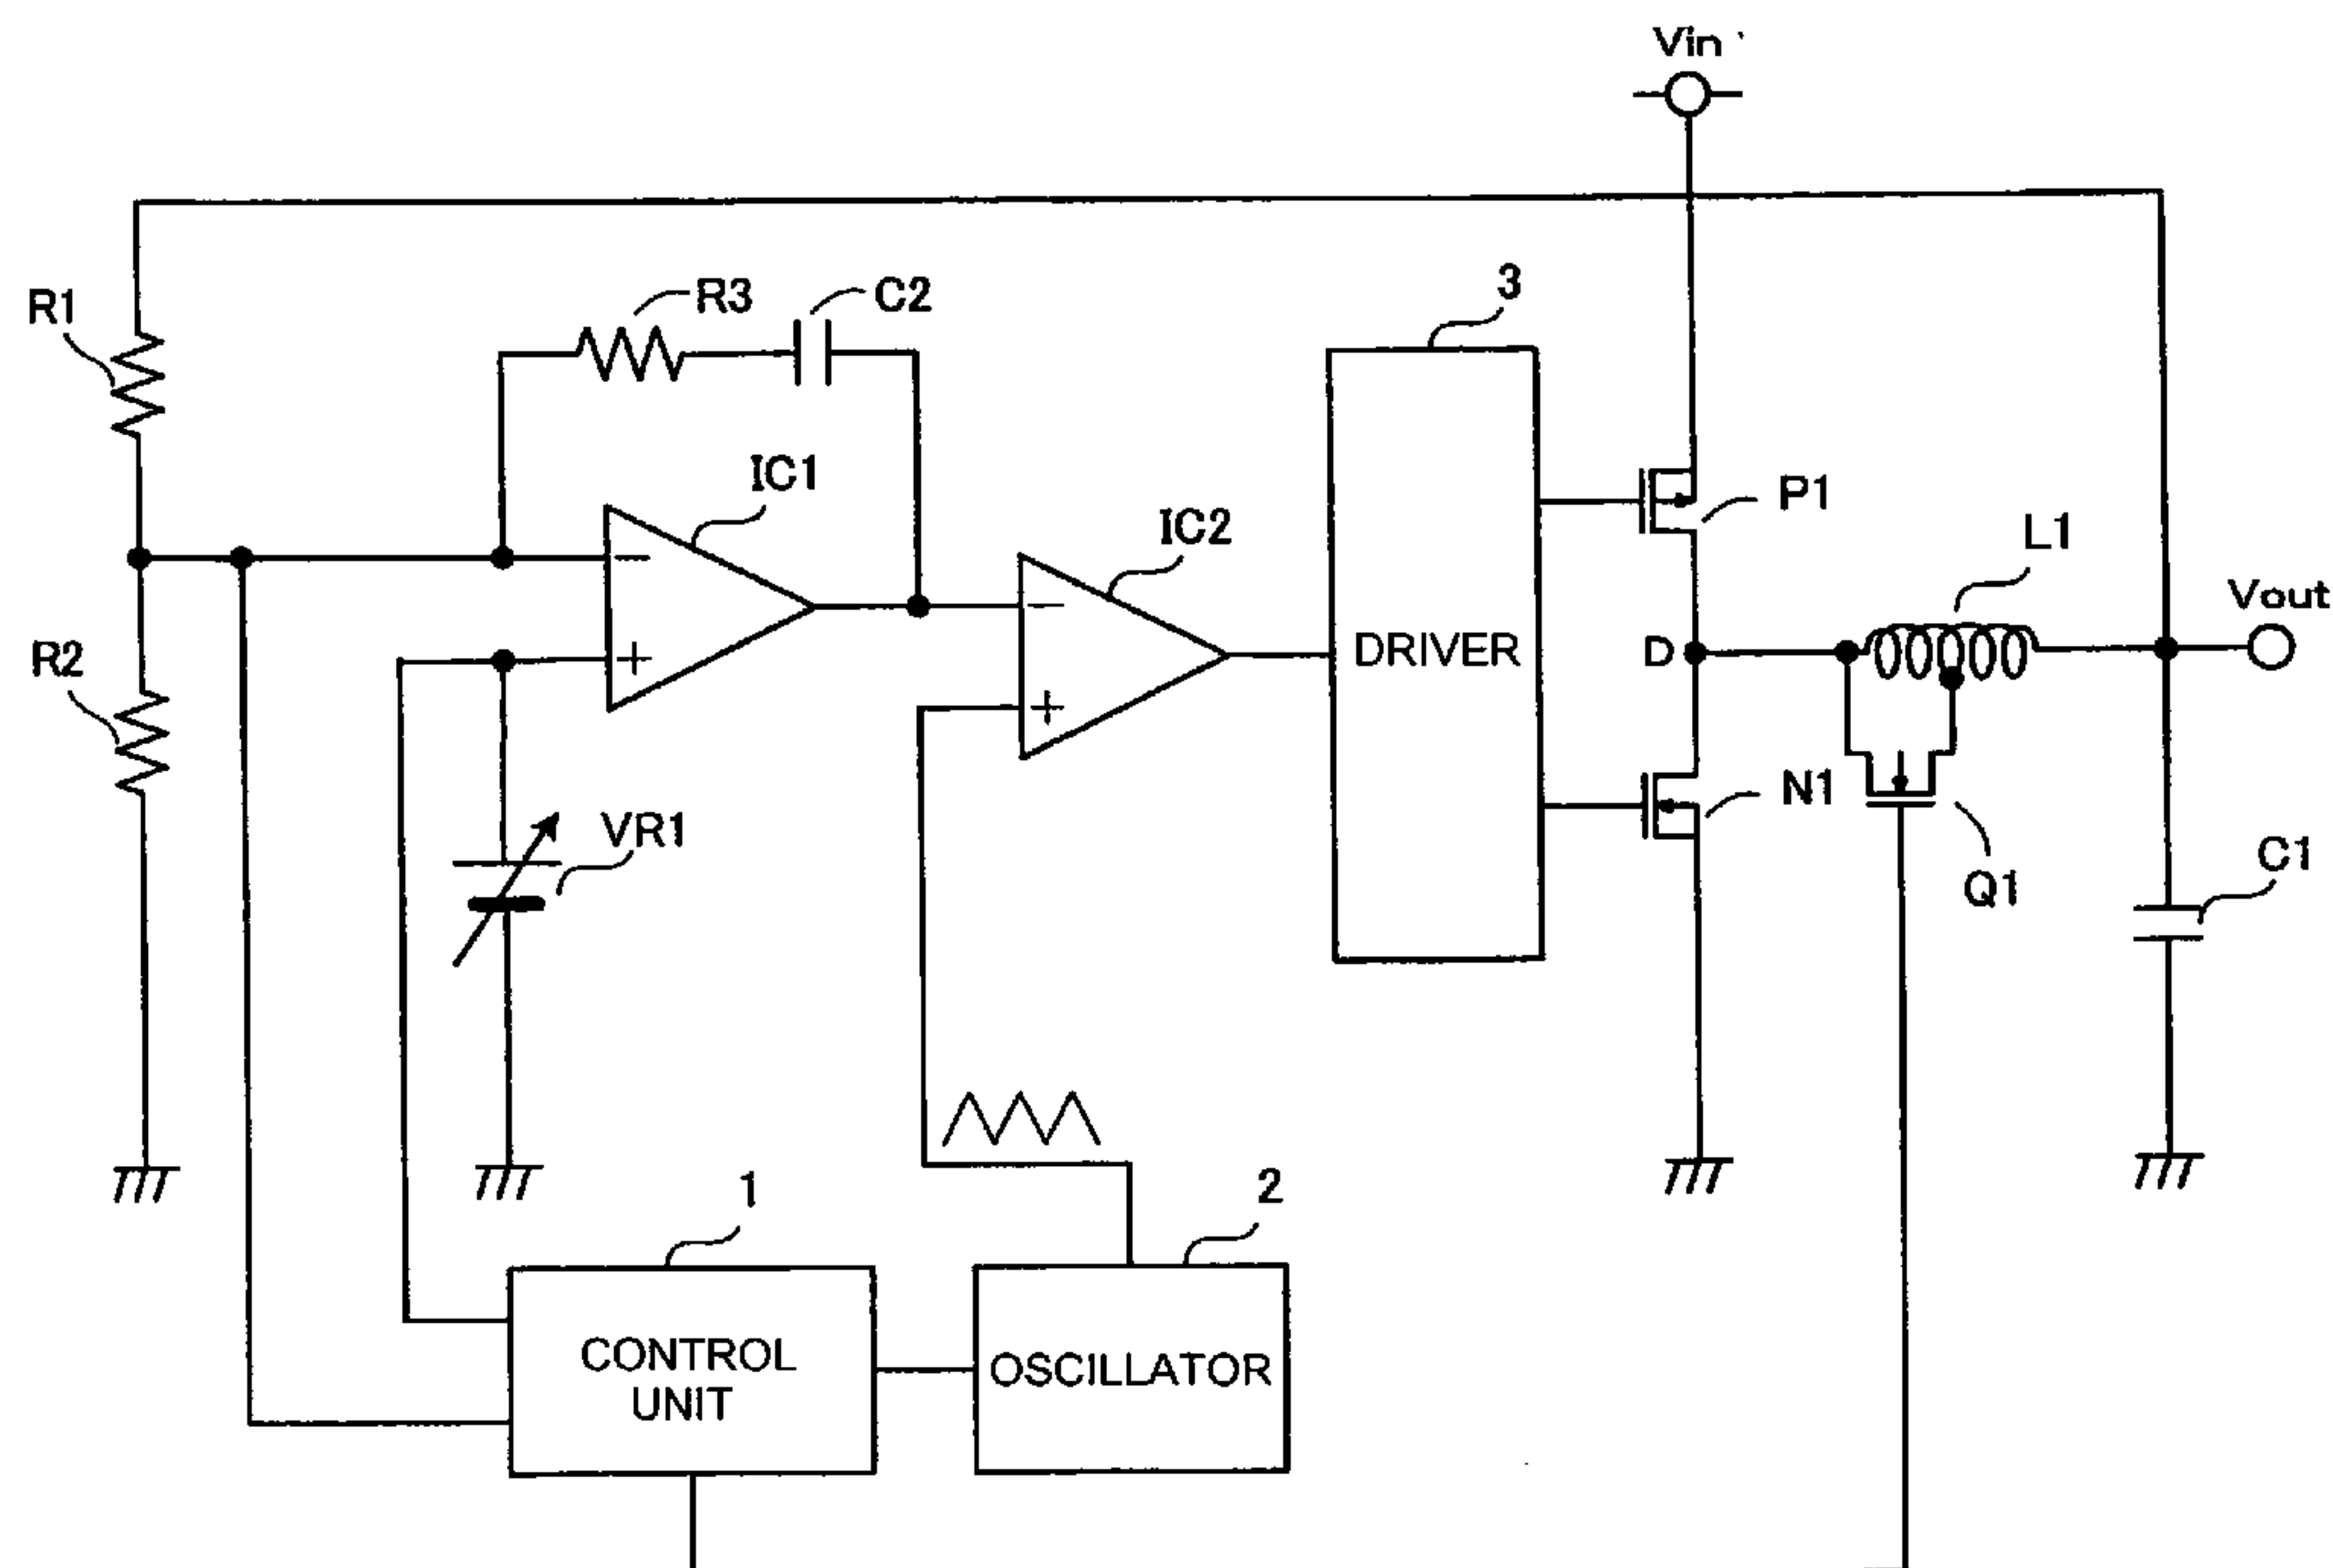 Vin
R1
R3
C2
3
IC1
IC2
P1
L1
Vout
R2
DRIVER
D
VR1
N1
Q1
C1
1
2
CONTROL
UNIT
OSCILLATOR